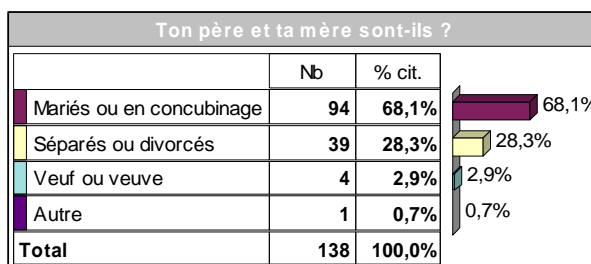 Ton père et ta mère sont-ils ?
Nb % cit.
Mariés ou en concubinage 94 68,1% 68,1%
Séparés ou divorcés 39 28,3% 28,3%
Veuf ou veuve 4 2,9% 2,9%
Autre 1 0,7% 0,7%
Total 138 100,0%